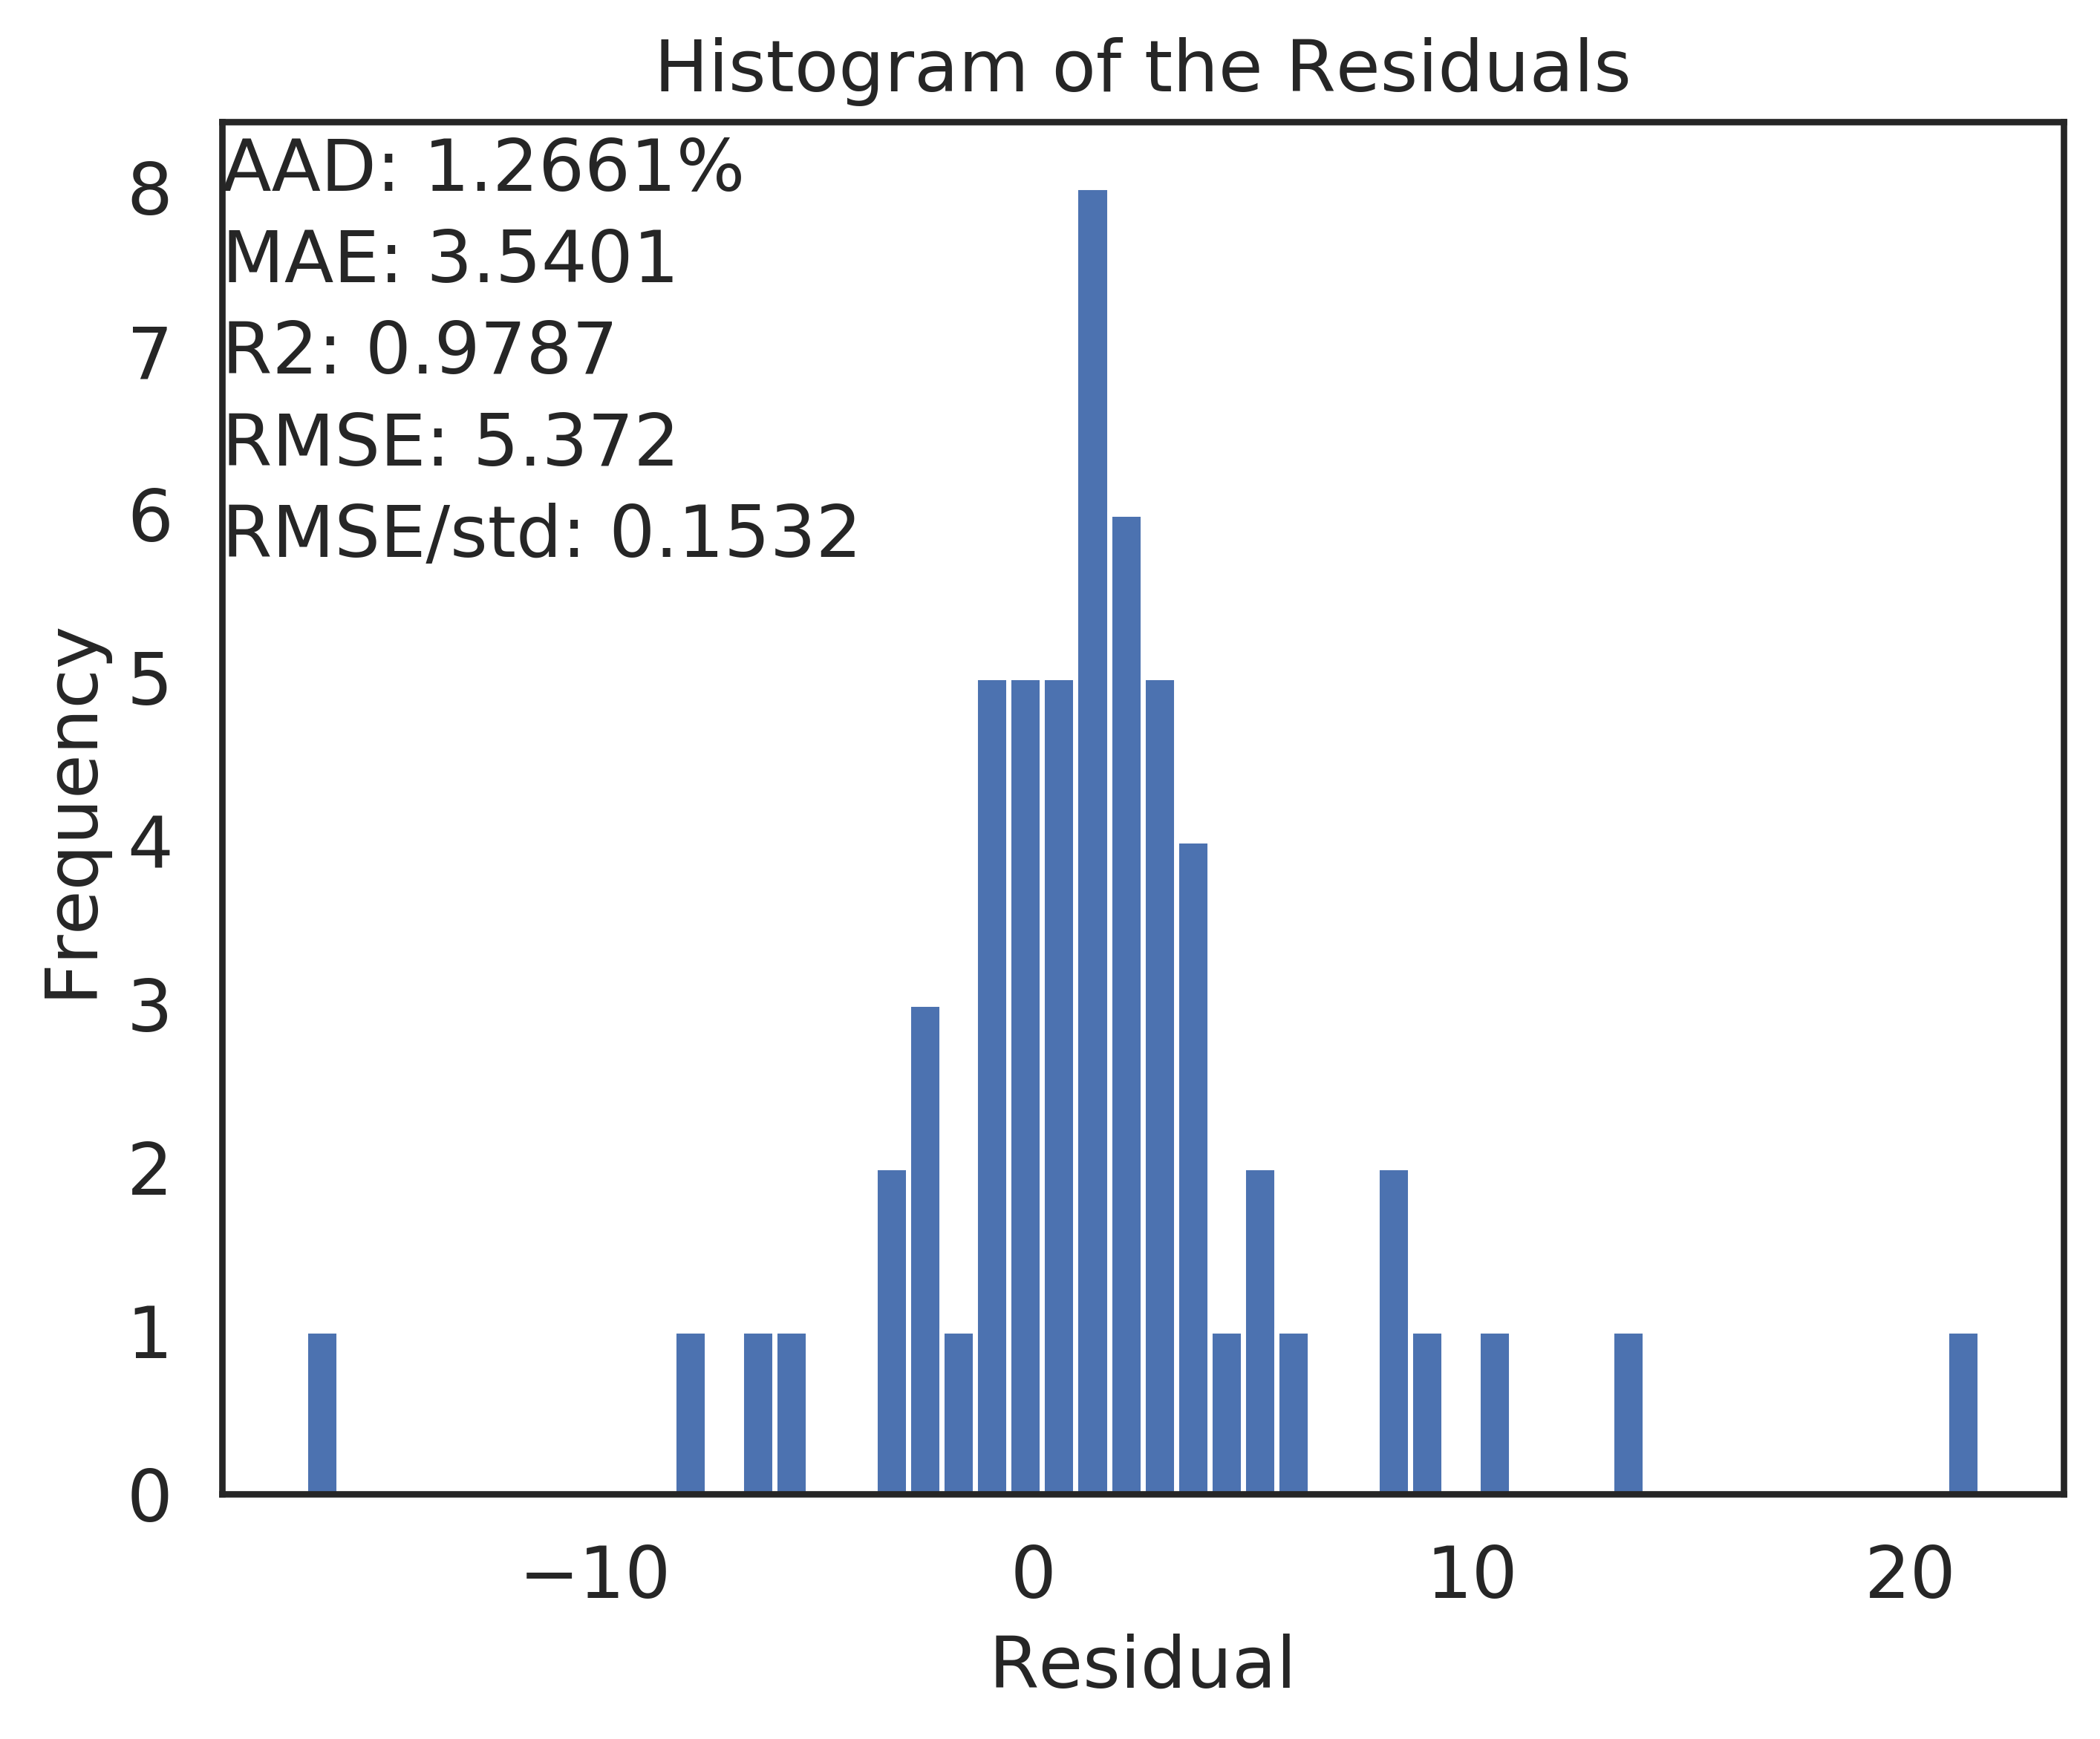 Histogram of the Residuals
AAD: 1.2661%
MAE: 3.5401
R2: 0.9787
RMSE: 5.372
RMSE/std: 0.1532
8
7
6
5
4
3
2
1
0
Frequency
−10 0 10 20
Residual